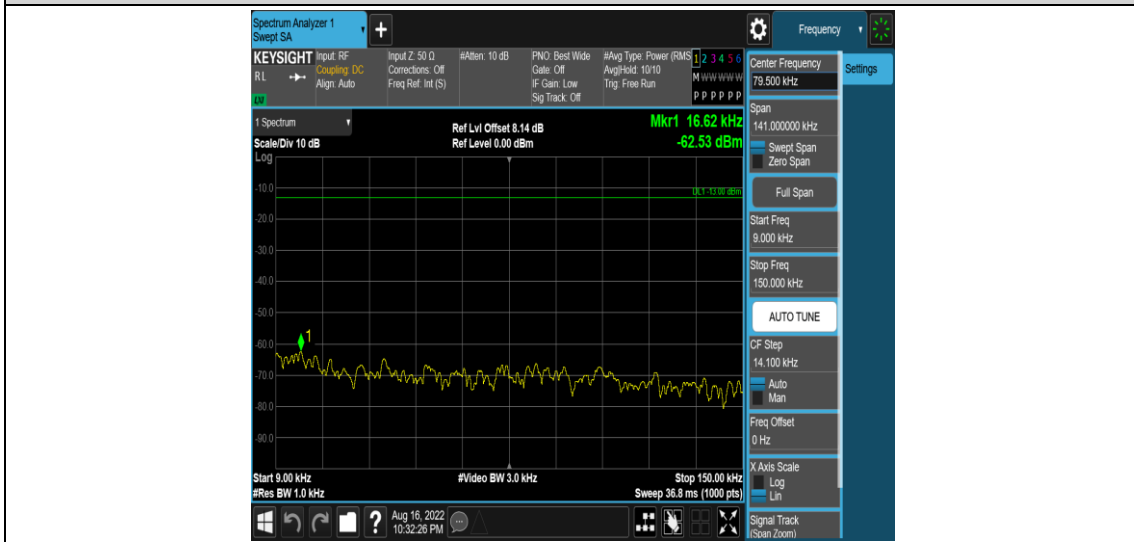 Spectrum Analyzer 1
Swept SA
+
Frequency
KEYSIGHT
RL
Input: RF
Coupling: DC
Align: Auto
Input Z: 50 Ω
Corrections: Off
Freq Ref: Int (S)
#Atten: 10 dB
PNO: Best Wide
Gate: Off
IF Gain: Low
Sig Track: Off
#Avg Type: Power (RMS
Avg|Hold: 10/10
Trig: Free Run
1 2 3 4 5 6
M W W W W W
P P P P P P
1 Spectrum
Scale/Div 10 dB
Log
Ref Lvl Offset 8.14 dB
Ref Level 0.00 dBm
Mkr1 16.62 kHz
-62.53 dBm
DL1 -13.00 dBm
-10.0
-20.0
-30.0
-40.0
-50.0
-60.0
-70.0
-80.0
-90.0
1
Start 9.00 kHz
#Res BW 1.0 kHz
#Video BW 3.0 kHz
Stop 150.00 kHz
Sweep 36.8 ms (1000 pts)
?
Aug 16, 2022
10:32:26 PM
Center Frequency
79.500 kHz
Settings
Span
141.000000 kHz
Swept Span
Zero Span
Full Span
Start Freq
9.000 kHz
Stop Freq
150.000 kHz
AUTO TUNE
CF Step
14.100 kHz
Auto
Man
Freq Offset
0 Hz
X Axis Scale
Log
Lin
Signal Track
(Span Zoom)